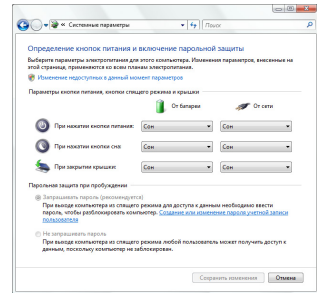 « Системные параметры
Поиск
Определение кнопок питания и включение парольной защиты
Выберите параметры электропитания для этого компьютера. Изменения параметров, внесенные на
этой странице, применяются ко всем планам электропитания.
Изменение недоступных в данный момент параметров
Параметры кнопки питания, кнопки спящего режима и крышки
От батареи
От сети
При нажатии кнопки питания:
Сон
Сон
При нажатии кнопки сна:
Сон
Сон
При закрытии крышки:
Сон
Сон
Парольная защита при пробуждении
Запрашивать пароль (рекомендуется)
При выходе компьютера из спящего режима для доступа к данным необходимо ввести
пароль, чтобы разблокировать компьютер. Создание или изменение пароля учетной записи
пользователя
Не запрашивать пароль
При выходе компьютера из спящего режима любой пользователь может получить доступ к
данным, поскольку компьютер не заблокирован.
Сохранить изменения
Отмена